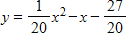 y = 1/20 x² − x − 27/20